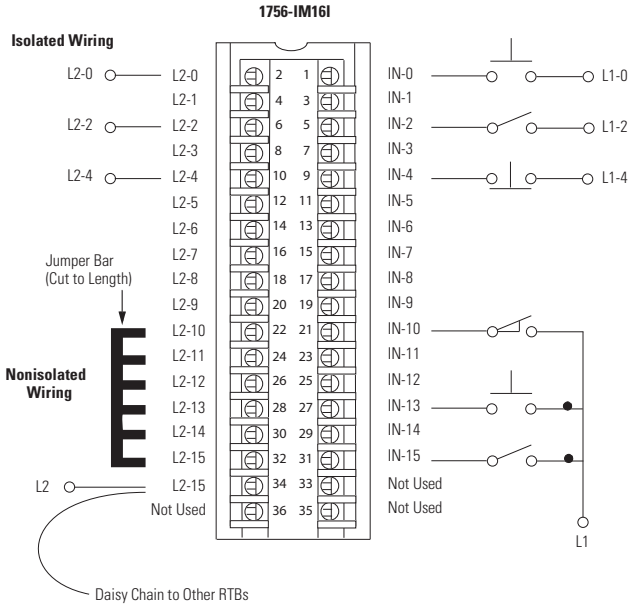 1756-IM16I
Isolated Wiring
L2-0 L2-0 2 1 IN-0 L1-0
L2-1 4 3 IN-1
L2-2 L2-2 6 5 IN-2 L1-2
L2-3 8 7 IN-3
L2-4 L2-4 10 9 IN-4 L1-4
L2-5 12 11 IN-5
L2-6 14 13 IN-6
L2-7 16 15 IN-7
Jumper Bar
(Cut to Length)
L2-8 18 17 IN-8
L2-9 20 19 IN-9
L2-10 22 21 IN-10
L2-11 24 23 IN-11
Nonisolated
Wiring
L2-12 26 25 IN-12
L2-13 28 27 IN-13
L2-14 30 29 IN-14
L2-15 32 31 IN-15
L2 L2-15 34 33 Not Used
Not Used 36 35 Not Used
L1
Daisy Chain to Other RTBs